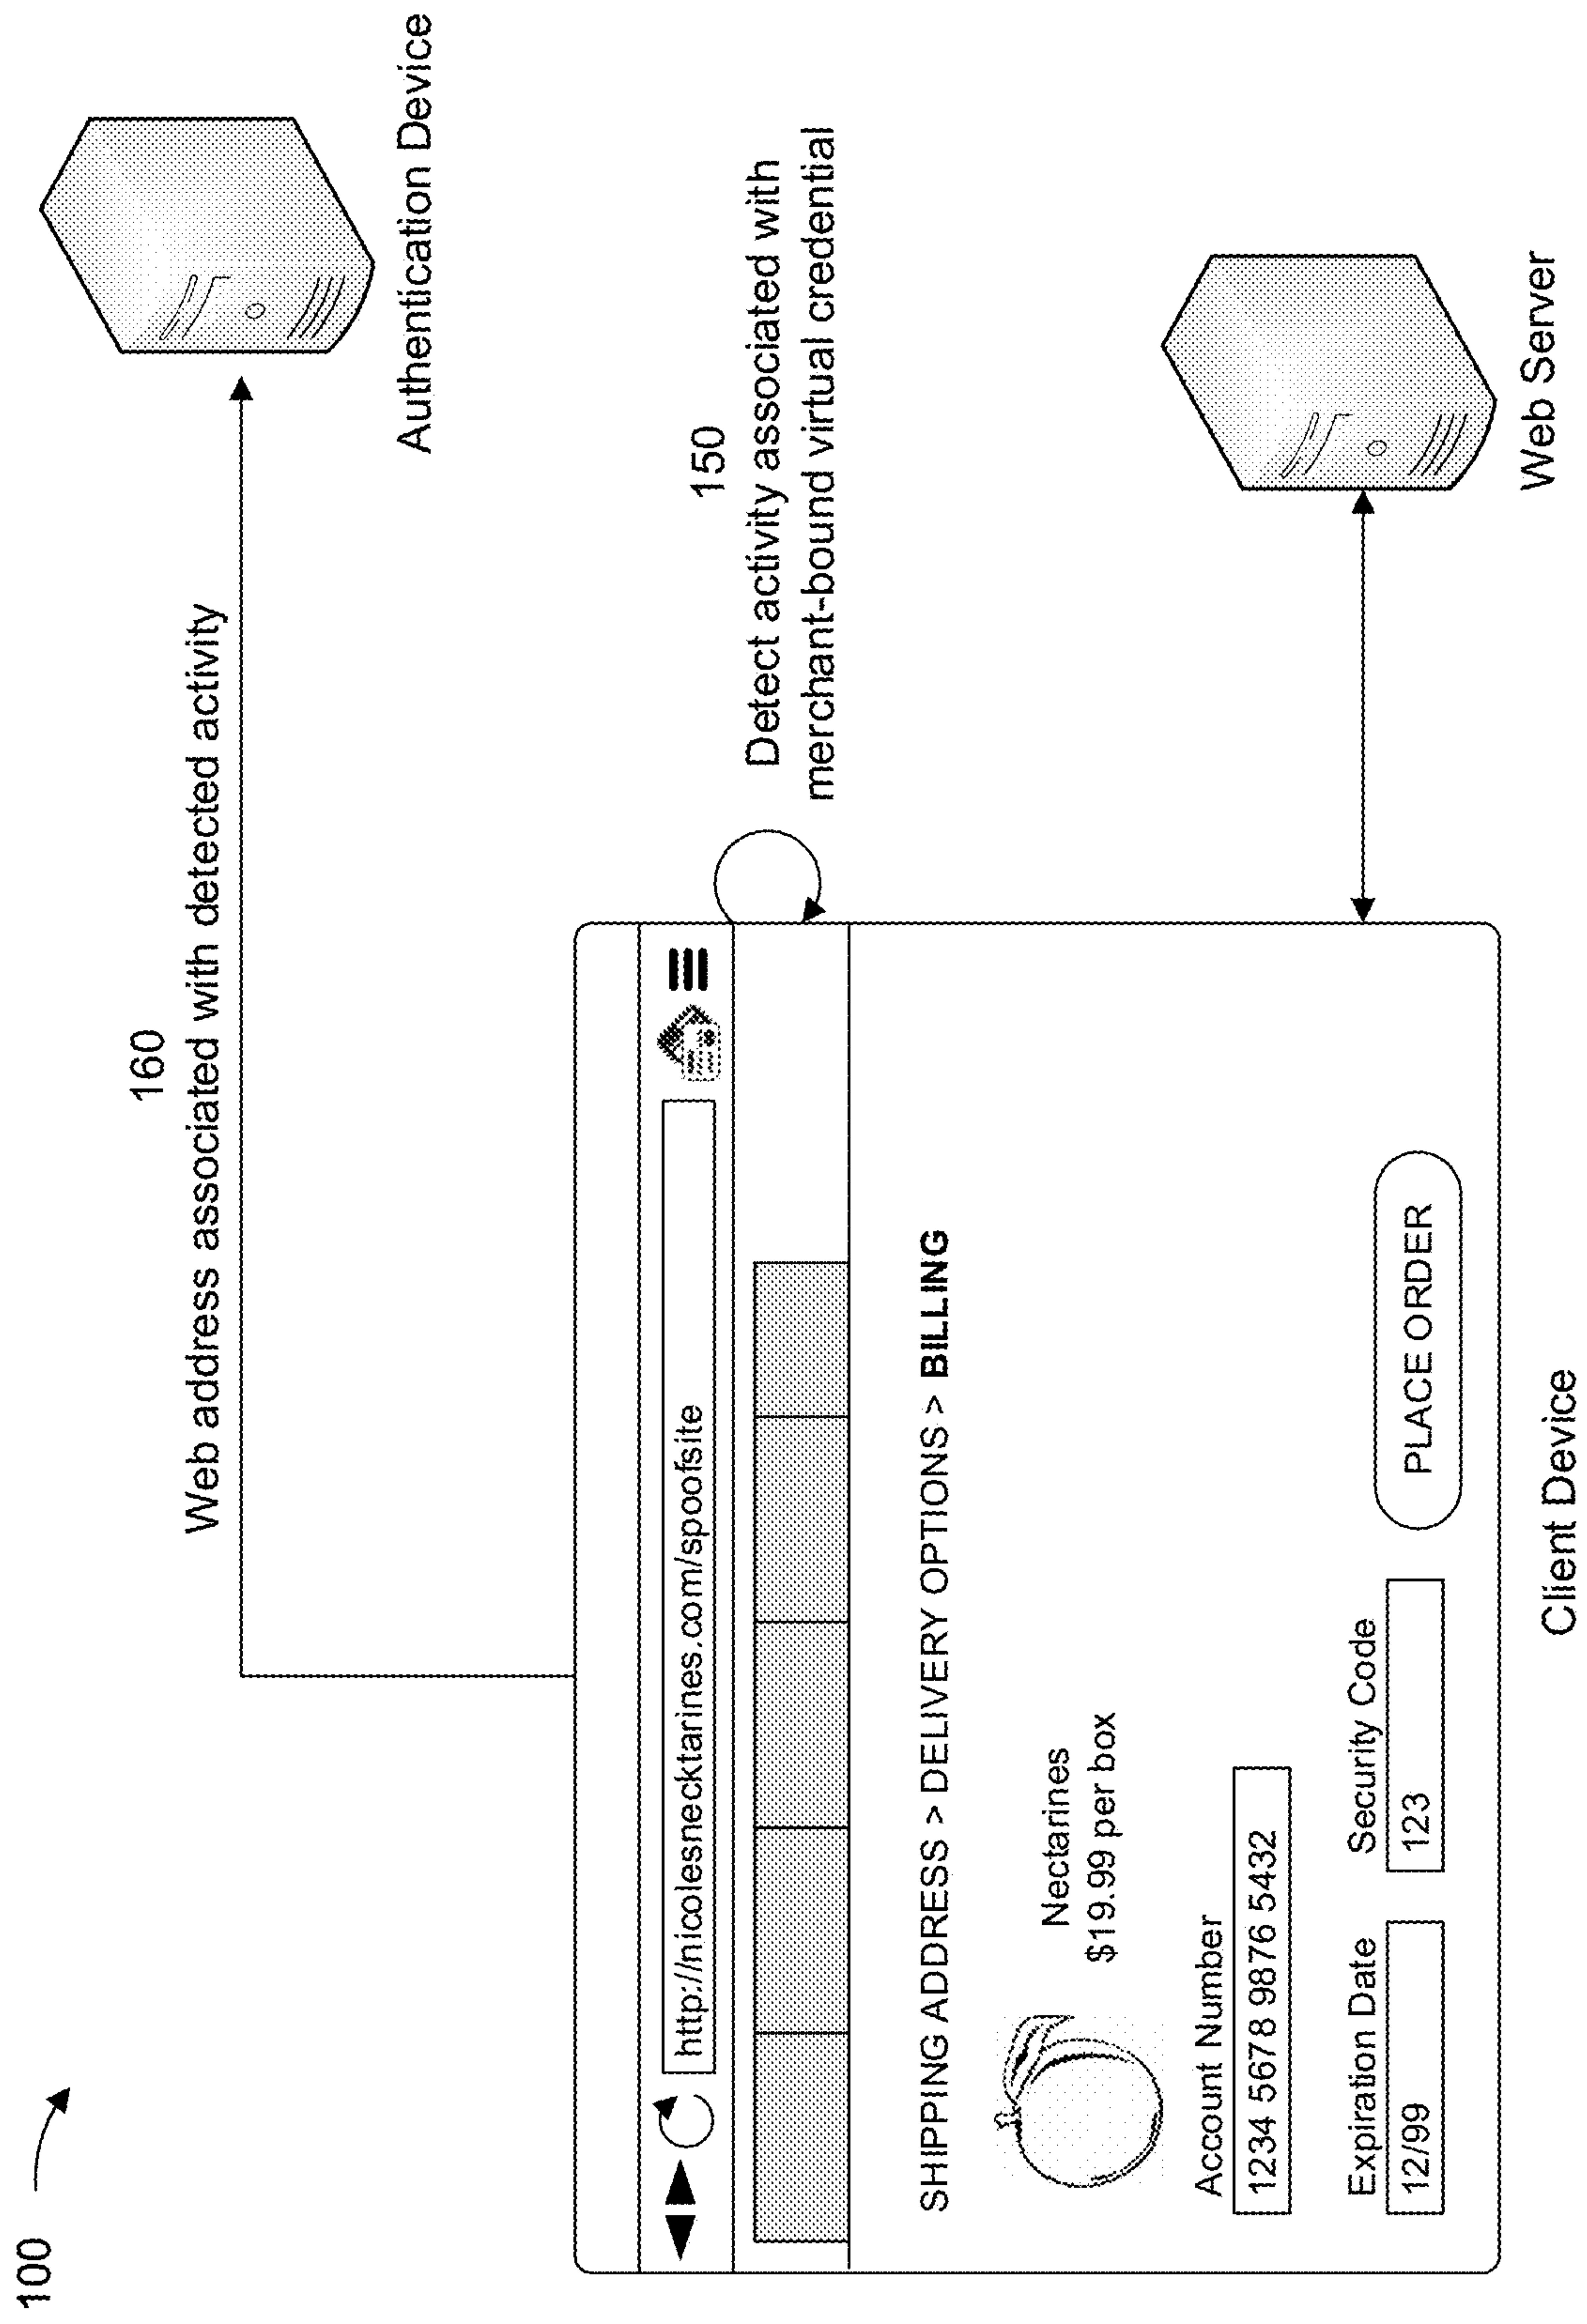 100
160
Web address associated with detected activity
Authentication Device
http://nicolesnecktarines.com/spoofsite
150
Detect activity associated with
merchant-bound virtual credential
SHIPPING ADDRESS > DELIVERY OPTIONS > BILLING
Nectarines
$19.99 per box
Account Number
1234 5678 9876 5432
Expiration Date
Security Code
12/99
123
PLACE ORDER
Client Device
Web Server